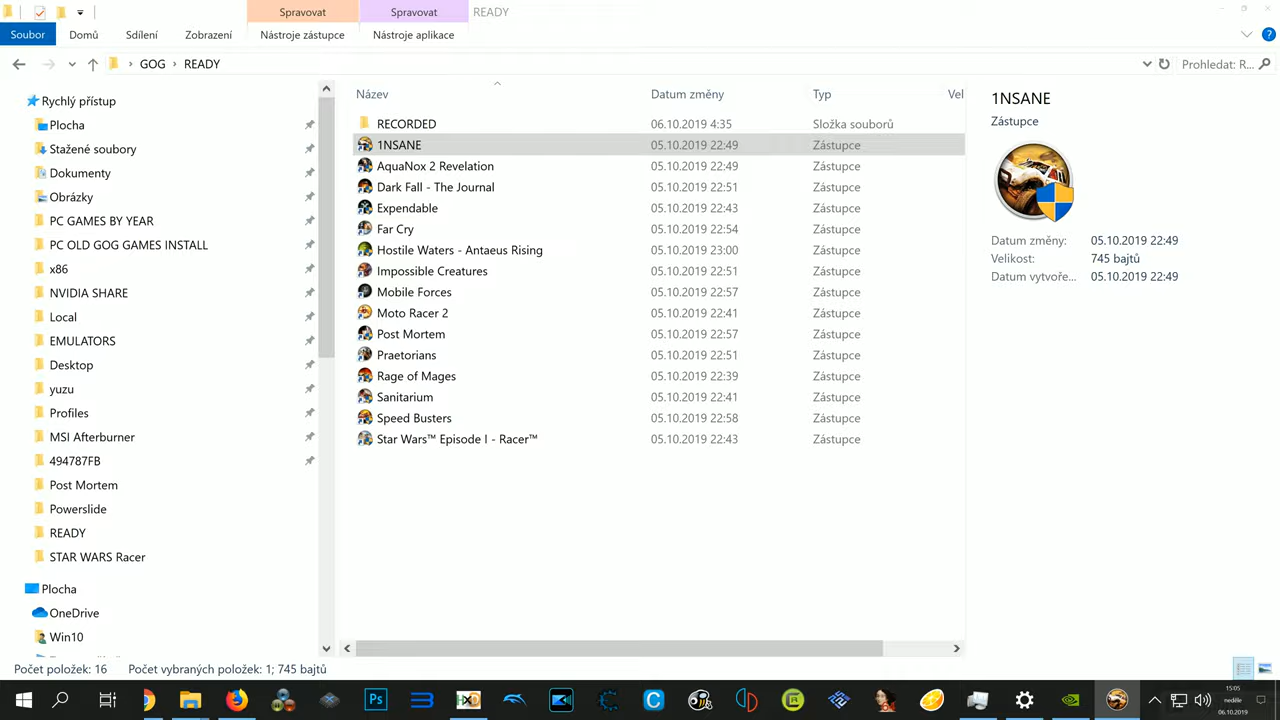 Spravovat
Spravovat
READY
Soubor
Domů
Sdílení
Zobrazení
Nástroje zástupce
Nástroje aplikace
?
› GOG › READY
Prohledat: R...
Rychlý přístup
Plocha
Stažené soubory
Dokumenty
Obrázky
PC GAMES BY YEAR
PC OLD GOG GAMES INSTALL
x86
NVIDIA SHARE
Local
EMULATORS
Desktop
yuzu
Profiles
MSI Afterburner
494787FB
Post Mortem
Powerslide
READY
STAR WARS Racer
Plocha
OneDrive
Win10
Název Datum změny Typ Vel
RECORDED 06.10.2019 4:35 Složka souborů
1NSANE 05.10.2019 22:49 Zástupce
AquaNox 2 Revelation 05.10.2019 22:49 Zástupce
Dark Fall - The Journal 05.10.2019 22:51 Zástupce
Expendable 05.10.2019 22:43 Zástupce
Far Cry 05.10.2019 22:54 Zástupce
Hostile Waters - Antaeus Rising 05.10.2019 23:00 Zástupce
Impossible Creatures 05.10.2019 22:51 Zástupce
Mobile Forces 05.10.2019 22:57 Zástupce
Moto Racer 2 05.10.2019 22:41 Zástupce
Post Mortem 05.10.2019 22:57 Zástupce
Praetorians 05.10.2019 22:51 Zástupce
Rage of Mages 05.10.2019 22:39 Zástupce
Sanitarium 05.10.2019 22:41 Zástupce
Speed Busters 05.10.2019 22:58 Zástupce
Star Wars™ Episode I - Racer™ 05.10.2019 22:43 Zástupce
1NSANE
Zástupce
Datum změny: 05.10.2019 22:49
Velikost: 745 bajtů
Datum vytvoře... 05.10.2019 22:49
Počet položek: 16 Počet vybraných položek: 1; 745 bajtů
Ps
C
15:05
neděle
06.10.2019